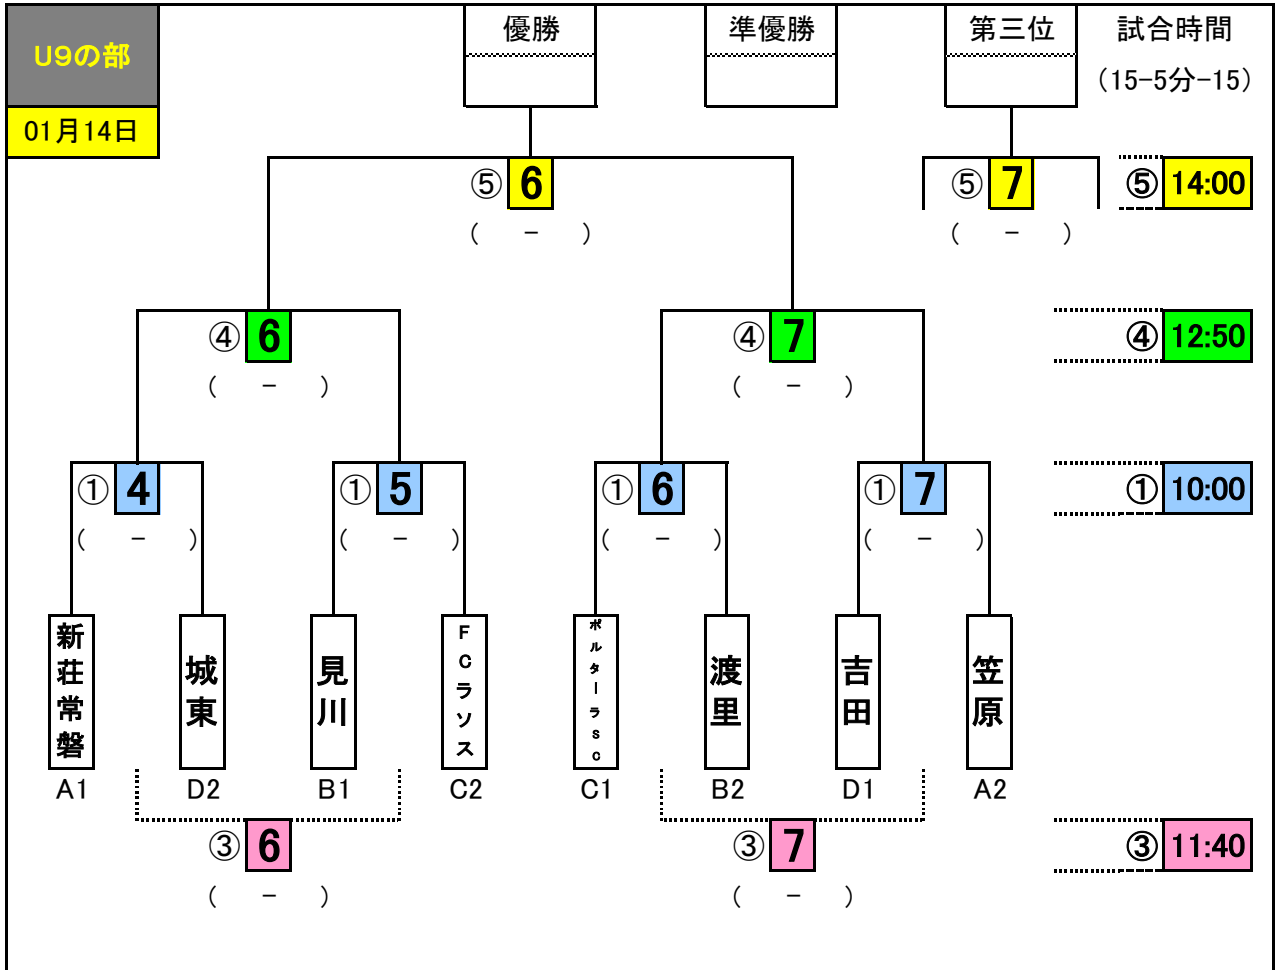 U9の部
01月14日
優勝
準優勝
第三位
試合時間
（15-5分-15）
⑤ 6
(　-　)
⑤ 7
(　-　)
⑤ 14:00
④ 6
(　-　)
④ 7
(　-　)
④ 12:50
① 4
(　-　)
① 5
(　-　)
① 6
(　-　)
① 7
(　-　)
① 10:00
新荘常磐
城東
見川
FCラソス
ポルターラSC
渡里
吉田
笠原
A1
D2
B1
C2
C1
B2
D1
A2
③ 6
(　-　)
③ 7
(　-　)
③ 11:40